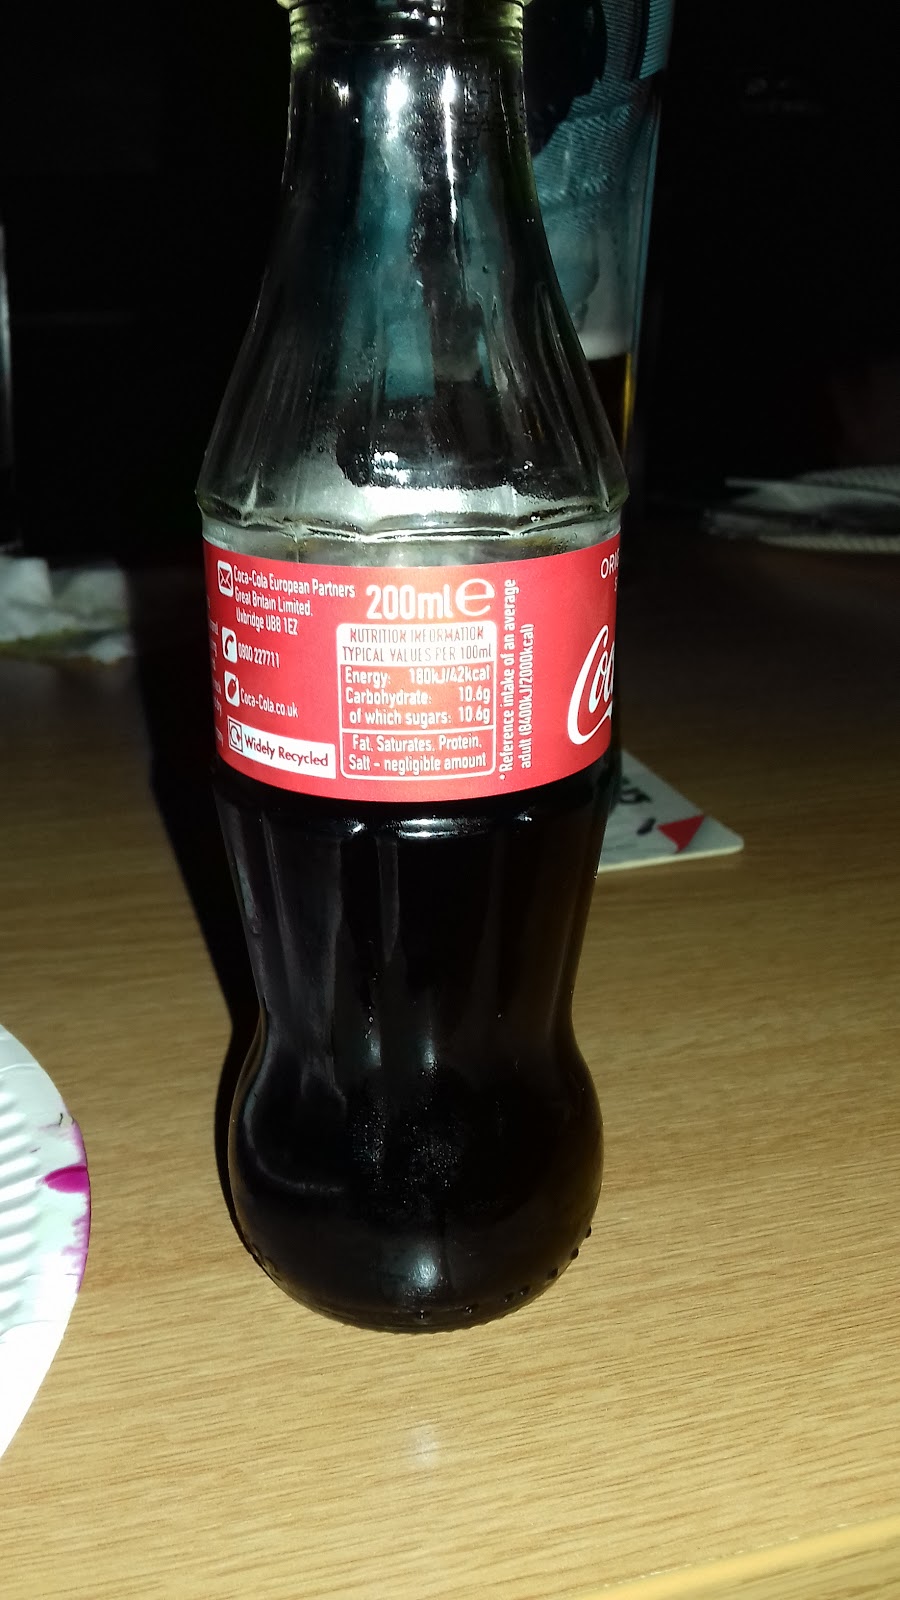 Coca-Cola European Partners
Great Britain Limited.
Uxbridge UB8 1EZ
0800 227711
Coca-Cola.co.uk
Widely Recycled
200ml e
NUTRITION INFORMATION
TYPICAL VALUES PER 100ml
Energy: 180kJ/42kcal
Carbohydrate: 10.6g
of which sugars: 10.6g
Fat, Saturates, Protein,
Salt – negligible amount
*Reference intake of an average
adult (8400kJ/2000kcal)